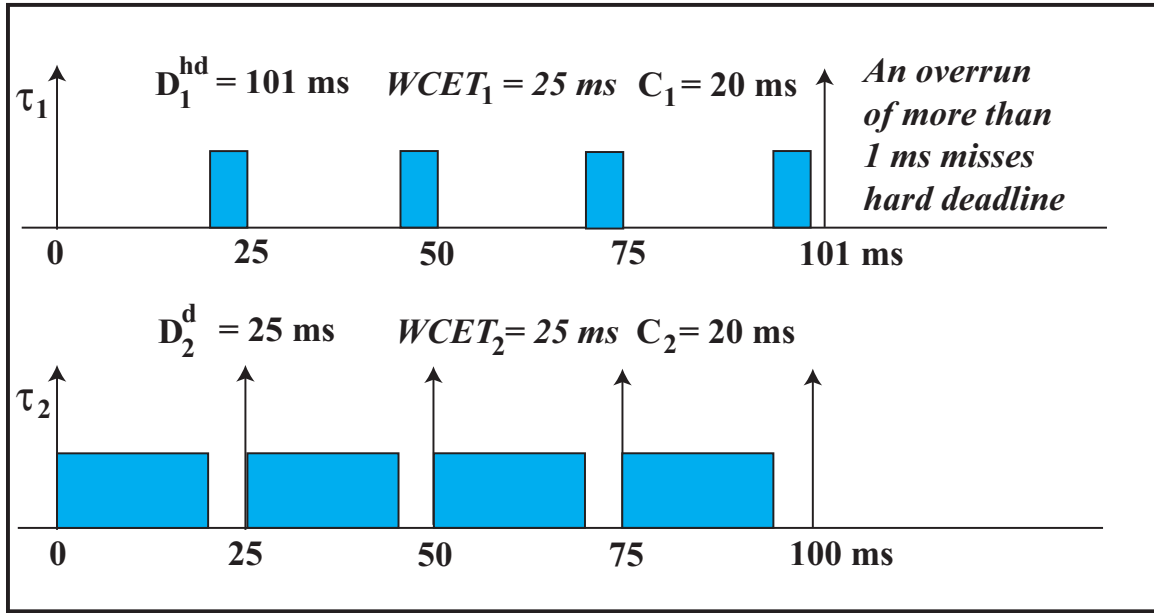 D₁ʰᵈ = 101 ms WCET₁ = 25 ms C₁ = 20 ms
An overrun
of more than
1 ms misses
hard deadline
τ₁
0 25 50 75 101 ms
D₂ᵈ = 25 ms WCET₂= 25 ms C₂ = 20 ms
τ₂
0 25 50 75 100 ms